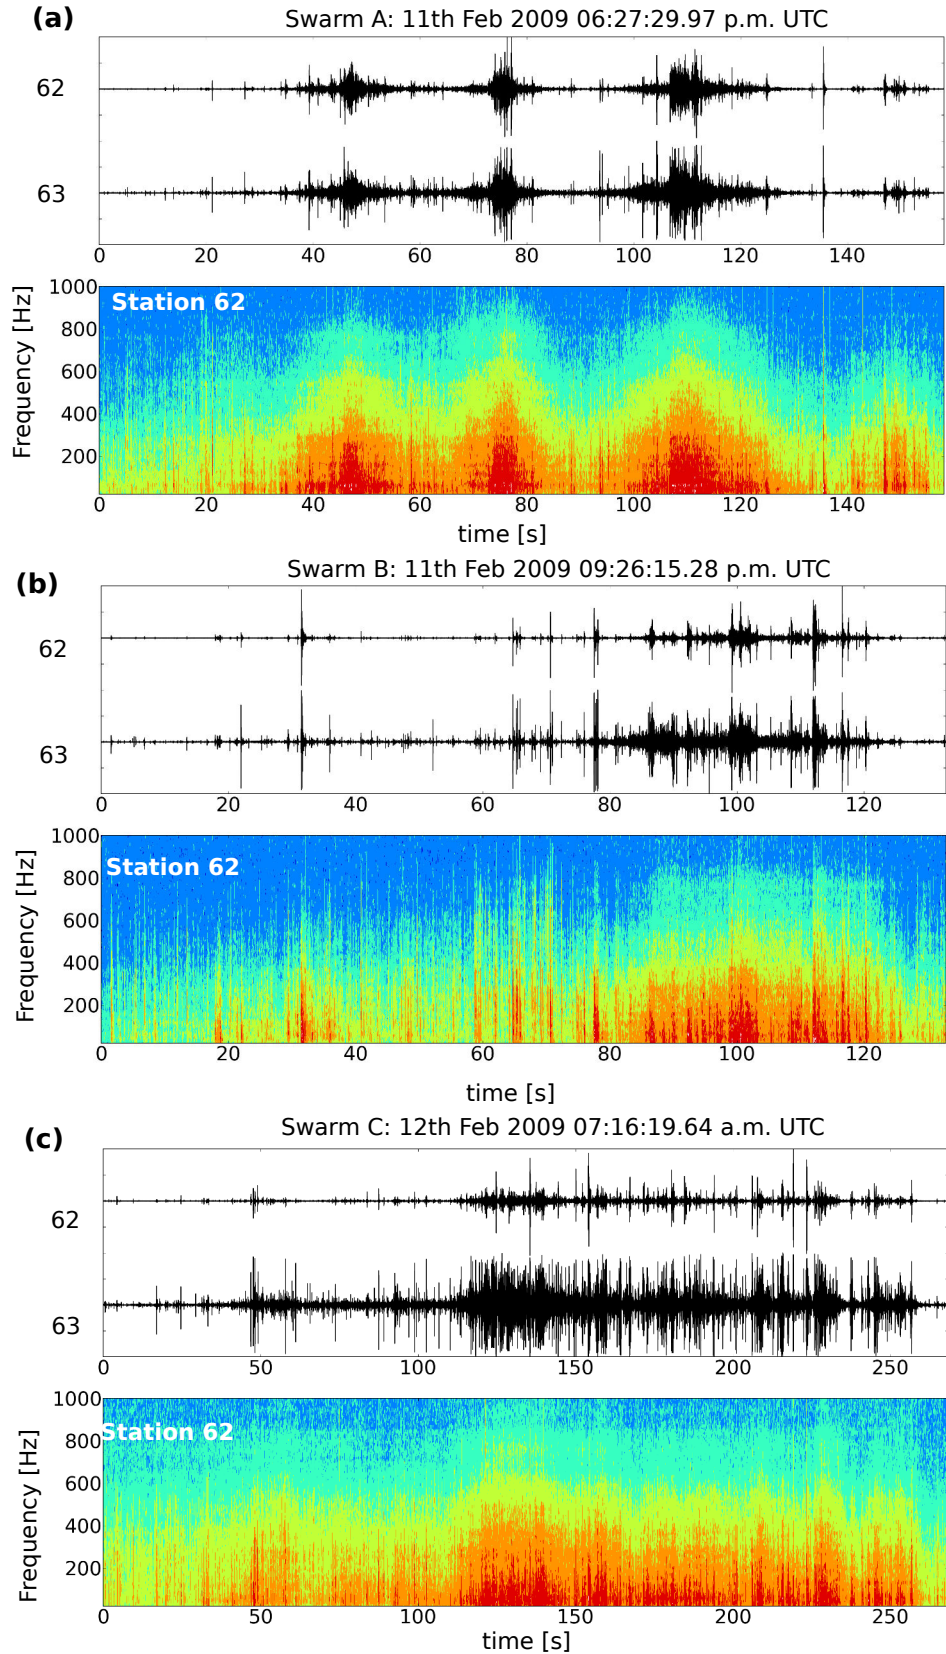 (a)
Swarm A: 11th Feb 2009 06:27:29.97 p.m. UTC
62
63
0 20 40 60 80 100 120 140
Station 62
Frequency [Hz]
1000
800
600
400
200
0 20 40 60 80 100 120 140
time [s]
(b)
Swarm B: 11th Feb 2009 09:26:15.28 p.m. UTC
62
63
0 20 40 60 80 100 120
Station 62
Frequency [Hz]
1000
800
600
400
200
0 20 40 60 80 100 120
time [s]
(c)
Swarm C: 12th Feb 2009 07:16:19.64 a.m. UTC
62
63
0 50 100 150 200 250
Station 62
Frequency [Hz]
1000
800
600
400
200
0 50 100 150 200 250
time [s]